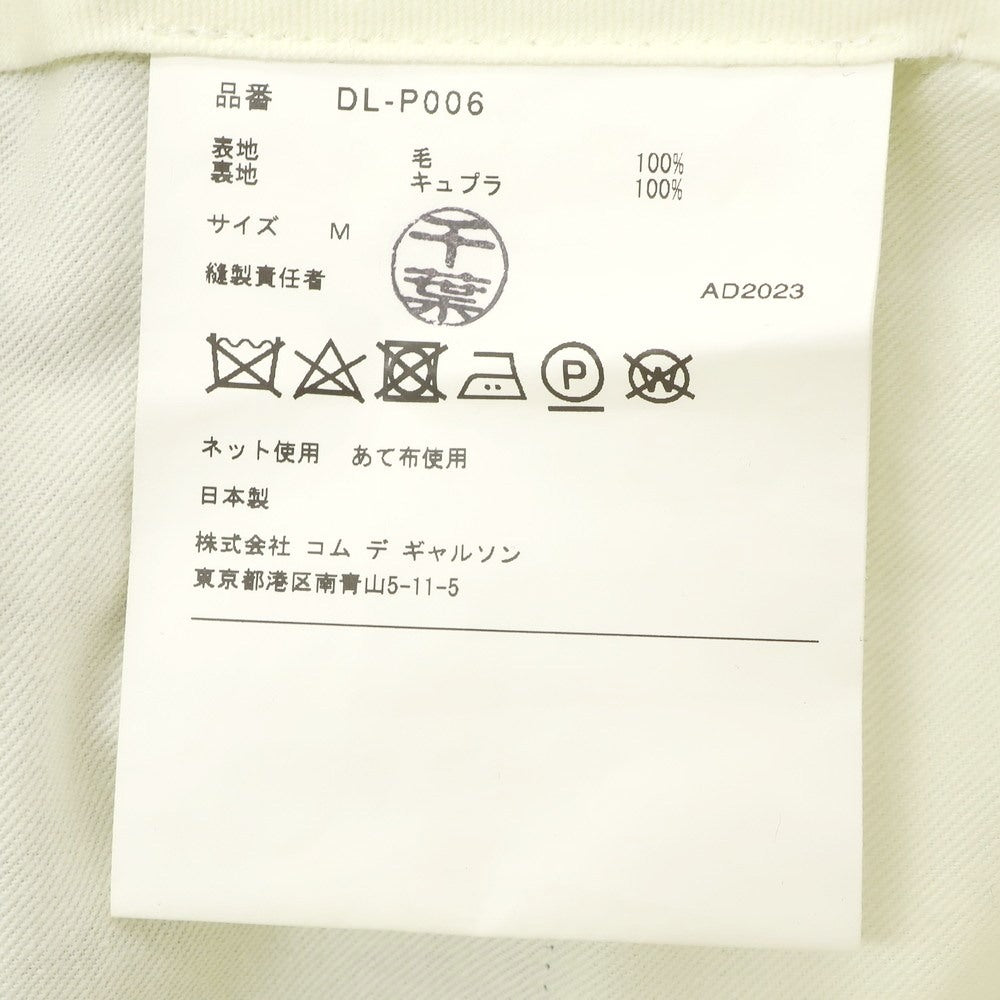 品番 DL-P006
表地 毛 100%
裏地 キュプラ 100%
サイズ M
千葉
縫製責任者
AD2023
P
W
ネット使用 あて布使用
日本製
株式会社 コム デ ギャルソン
東京都港区南青山5-11-5